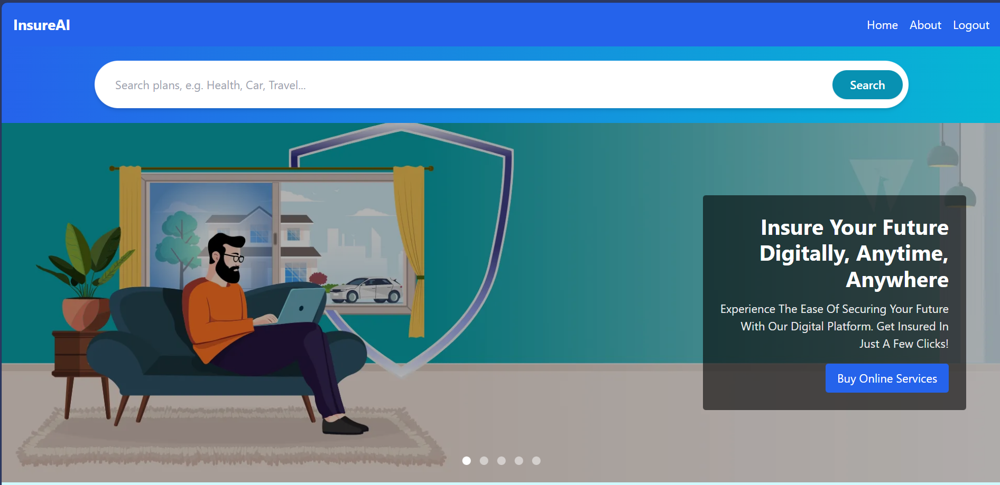 InsureAI
Home About Logout
Search plans, e.g. Health, Car, Travel...
Search
Insure Your Future
Digitally, Anytime,
Anywhere
Experience The Ease Of Securing Your Future
With Our Digital Platform. Get Insured In
Just A Few Clicks!
Buy Online Services